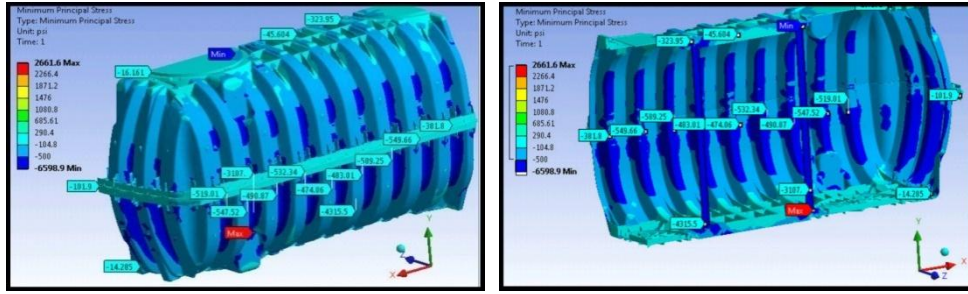 Minimum Principal Stress
Type: Minimum Principal Stress
Unit: psi
Time: 1
2661.6 Max
2266.4
1871.2
1476
1080.8
685.61
290.4
-104.8
-500
-6598.9 Min
-323.95
-45.604
Min
-16.161
-381.8
-549.66
-589.25
-483.01
-532.34
-474.06
-3187.
-490.87
-519.01
-547.52
-4315.5
-181.9
Max
-14.285
Y
Z
X
Minimum Principal Stress
Type: Minimum Principal Stress
Unit: psi
Time: 1
2661.6 Max
2266.4
1871.2
1476
1080.8
685.61
290.4
-104.8
-500
-6598.9 Min
-323.95
-45.604
Min
-181.9
-519.01
-532.34
-547.52
-589.25
-483.01
-474.06
-490.87
-549.66
-381.8
-3187.
-14.285
Max
-4315.5
Y
X
Z